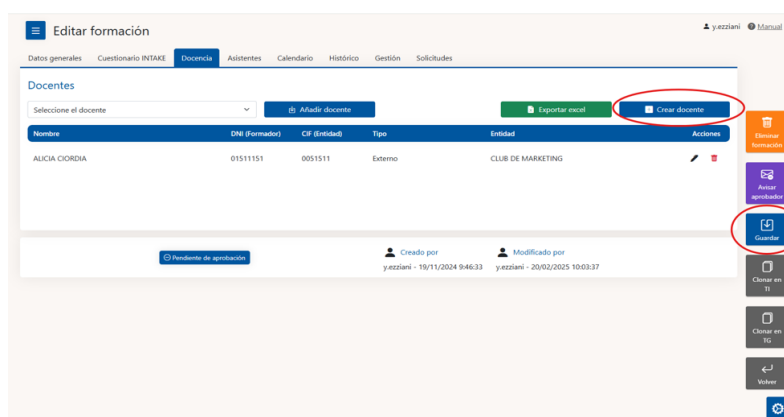 Editar formación
y.ezziani Manual
Datos generales Cuestionario INTAKE Docencia Asistentes Calendario Histórico Gestión Solicitudes
Docentes
Seleccione el docente Añadir docente Exportar excel Crear docente
Nombre DNI (Formador) CIF (Entidad) Tipo Entidad Acciones
ALICIA CIORDIA 01511151 0051511 Externo CLUB DE MARKETING
Pendiente de aprobación
Creado por
y.ezziani - 19/11/2024 9:46:33
Modificado por
y.ezziani - 20/02/2025 10:03:37
Eliminar
formación
Avisar
aprobador
Guardar
Clonar en
TI
Clonar en
TG
Volver